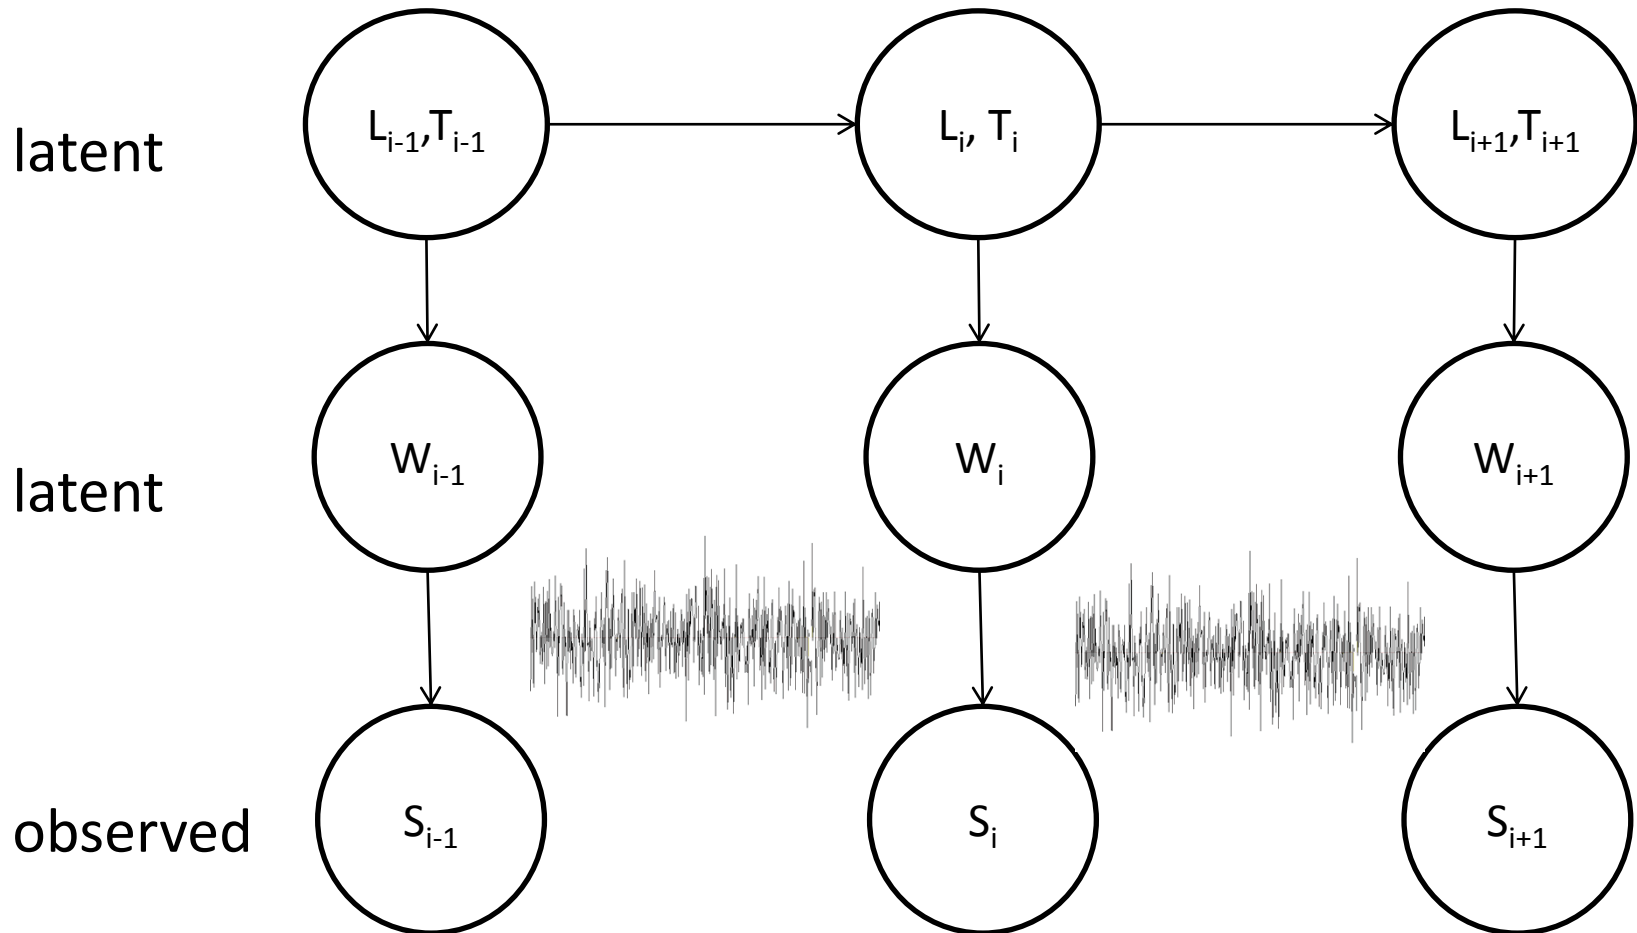 latent
L_{i-1},T_{i-1}
L_i, T_i
L_{i+1},T_{i+1}
latent
W_{i-1}
W_i
W_{i+1}
observed
S_{i-1}
S_i
S_{i+1}